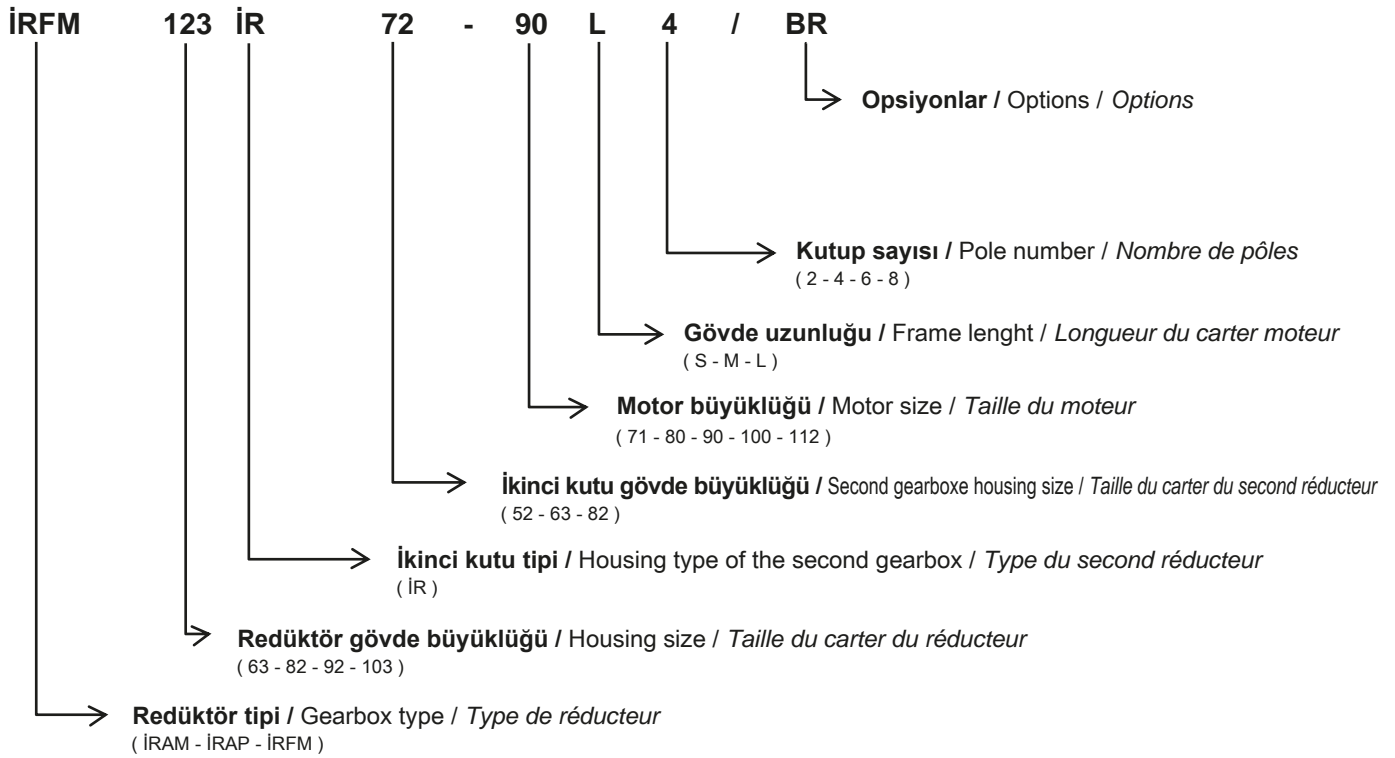 İRFM 123 İR 72 - 90 L 4 / BR
Opsiyonlar / Options / Options
Kutup sayısı / Pole number / Nombre de pôles
( 2 - 4 - 6 - 8 )
Gövde uzunluğu / Frame lenght / Longueur du carter moteur
( S - M - L )
Motor büyüklüğü / Motor size / Taille du moteur
( 71 - 80 - 90 - 100 - 112 )
İkinci kutu gövde büyüklüğü / Second gearboxe housing size / Taille du carter du second réducteur
( 52 - 63 - 82 )
İkinci kutu tipi / Housing type of the second gearbox / Type du second réducteur
( İR )
Redüktör gövde büyüklüğü / Housing size / Taille du carter du réducteur
( 63 - 82 - 92 - 103 )
Redüktör tipi / Gearbox type / Type de réducteur
( İRAM - İRAP - İRFM )